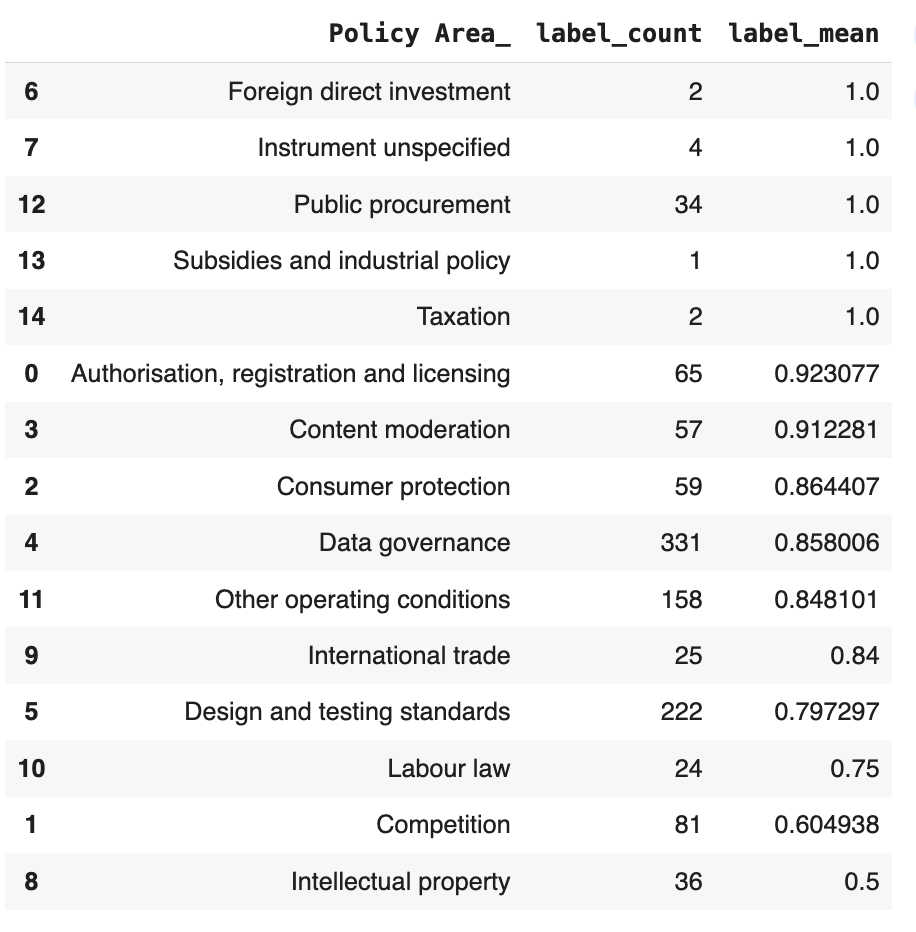 Policy Area_ label_count label_mean
6 Foreign direct investment 2 1.0
7 Instrument unspecified 4 1.0
12 Public procurement 34 1.0
13 Subsidies and industrial policy 1 1.0
14 Taxation 2 1.0
0 Authorisation, registration and licensing 65 0.923077
3 Content moderation 57 0.912281
2 Consumer protection 59 0.864407
4 Data governance 331 0.858006
11 Other operating conditions 158 0.848101
9 International trade 25 0.84
5 Design and testing standards 222 0.797297
10 Labour law 24 0.75
1 Competition 81 0.604938
8 Intellectual property 36 0.5